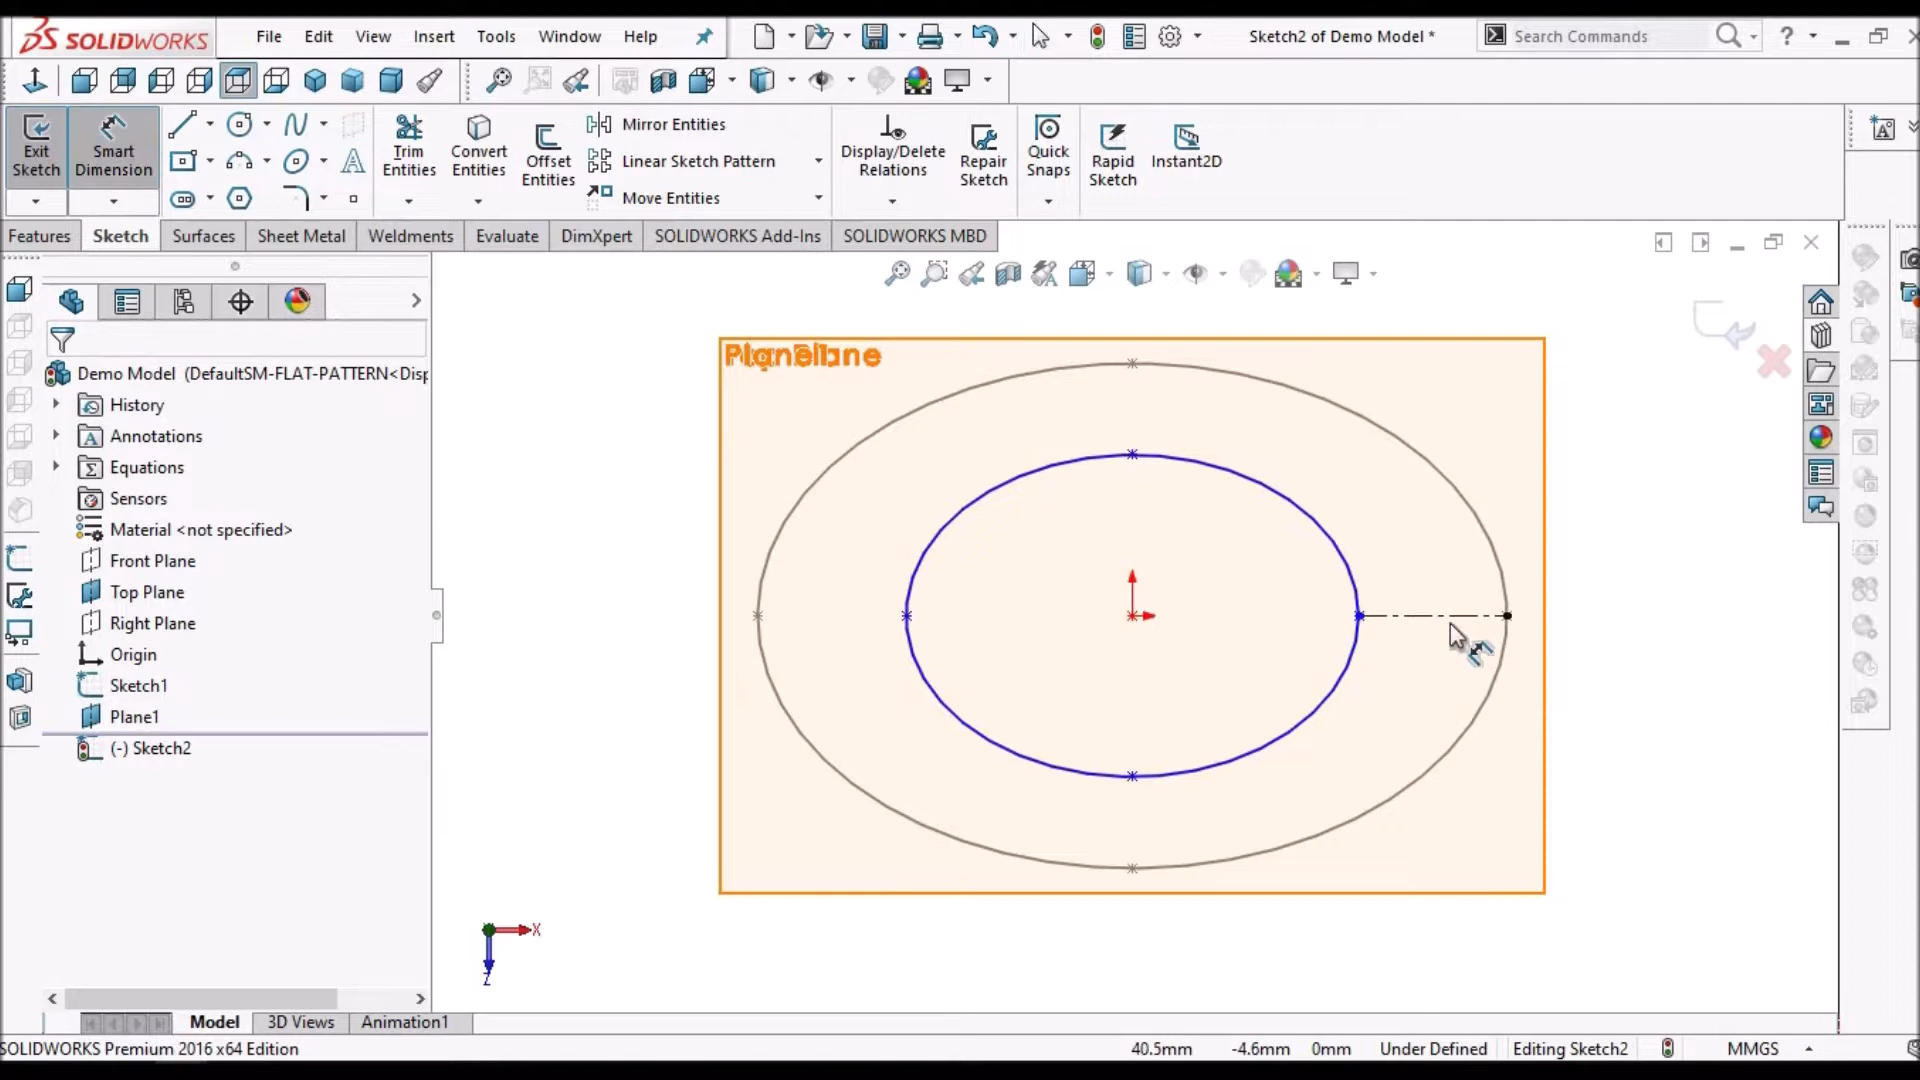 SOLIDWORKS File Edit View Insert Tools Window Help Sketch2 of Demo Model * Search Commands ?
Exit Sketch
Smart Dimension
Trim Entities
Convert Entities
Offset Entities
Mirror Entities
Linear Sketch Pattern
Move Entities
Display/Delete Relations
Repair Sketch
Quick Snaps
Rapid Sketch
Instant2D
Features Sketch Surfaces Sheet Metal Weldments Evaluate DimXpert SOLIDWORKS Add-Ins SOLIDWORKS MBD
Demo Model (DefaultSM-FLAT-PATTERN<Disp
History
Annotations
Equations
Sensors
Material <not specified>
Front Plane
Top Plane
Right Plane
Origin
Sketch1
Plane1
(-) Sketch2
X
Z
Model 3D Views Animation1
SOLIDWORKS Premium 2016 x64 Edition 40.5mm -4.6mm 0mm Under Defined Editing Sketch2 MMGS